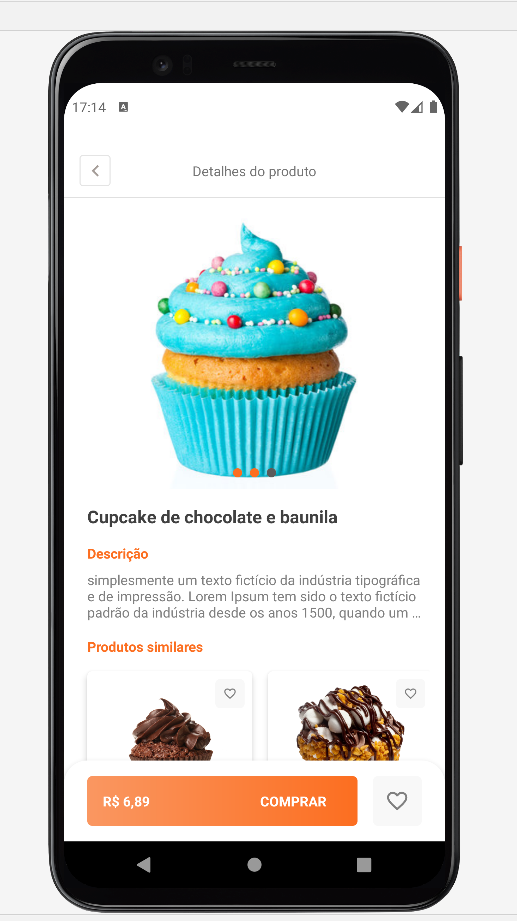 17:14 A
Detalhes do produto
Cupcake de chocolate e baunila
Descrição
simplesmente um texto fictício da indústria tipográfica
e de impressão. Lorem Ipsum tem sido o texto fictício
padrão da indústria desde os anos 1500, quando um ...
Produtos similares
R$ 6,89 COMPRAR